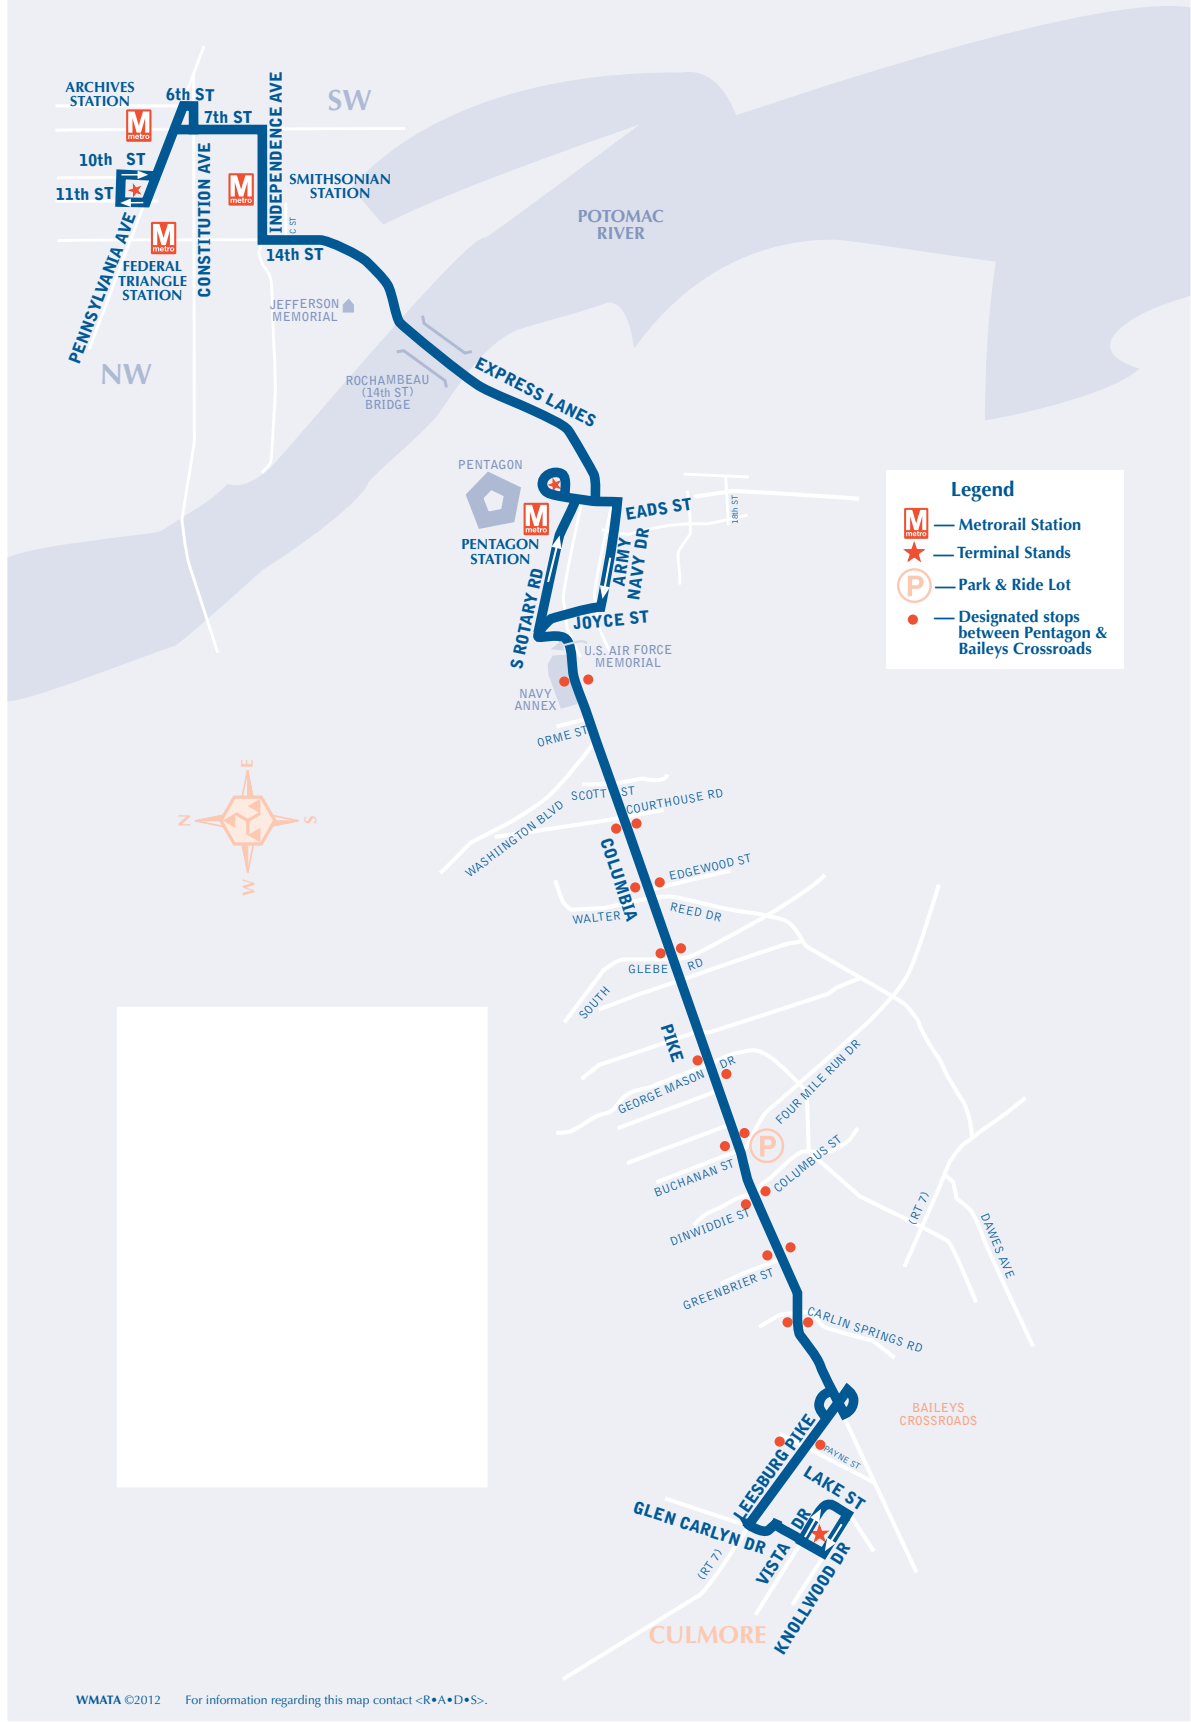 ARCHIVES
STATION
6th ST
7th ST
INDEPENDENCE AVE
SW
M
metro
10th ST
11th ST
CONSTITUTION AVE
M
metro
SMITHSONIAN
STATION
C ST
14th ST
M
metro
FEDERAL
TRIANGLE
STATION
PENNSYLVANIA AVE
NW
POTOMAC
RIVER
JEFFERSON
MEMORIAL
ROCHAMBEAU
(14th ST)
BRIDGE
EXPRESS LANES
PENTAGON
M
metro
PENTAGON
STATION
EADS ST
18th ST
ARMY
NAVY DR
S ROTARY RD
JOYCE ST
U.S. AIR FORCE
MEMORIAL
NAVY
ANNEX
Legend
M
metro
— Metrorail Station
— Terminal Stands
P
— Park & Ride Lot
— Designated stops
between Pentagon &
Baileys Crossroads
ORME ST
E
N
S
W
SCOTT ST
COURTHOUSE RD
WASHIINGTON BLVD
COLUMBIA
EDGEWOOD ST
WALTER
REED DR
GLEBE RD
SOUTH
PIKE
GEORGE MASON DR
FOUR MILE RUN DR
P
BUCHANAN ST
COLUMBUS ST
DINWIDDIE ST
(RT 7)
DAWES AVE
GREENBRIER ST
CARLIN SPRINGS RD
BAILEYS
CROSSROADS
LEESBURG PIKE
PAYNE ST
LAKE ST
GLEN CARLYN DR
VISTA DR
KNOLLWOOD DR
(RT 7)
CULMORE
WMATA ©2012 For information regarding this map contact <R•A•D•S>.